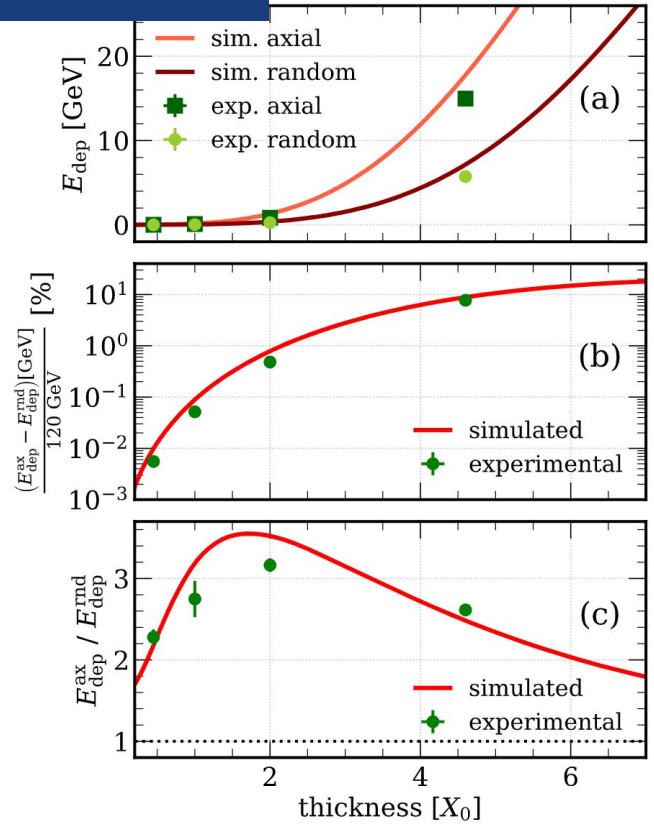 20
10
0
E_dep [GeV]
sim. axial
sim. random
exp. axial
exp. random
(a)
10^1
10^0
10^-1
10^-2
10^-3
(E_dep^ax − E_dep^rnd)[GeV] / 120 GeV [%]
(b)
simulated
experimental
3
2
1
E_dep^ax / E_dep^rnd
(c)
simulated
experimental
2 4 6
thickness [X_0]